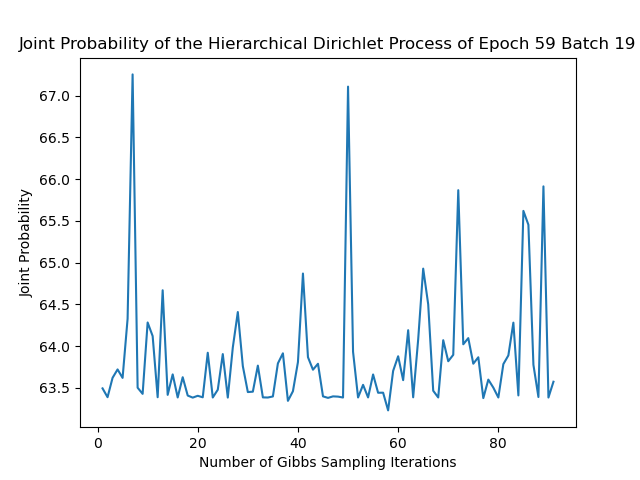 Joint Probability of the Hierarchical Dirichlet Process of Epoch 59 Batch 19
67.0
66.5
66.0
65.5
65.0
64.5
64.0
63.5
Joint Probability
0 20 40 60 80
Number of Gibbs Sampling Iterations